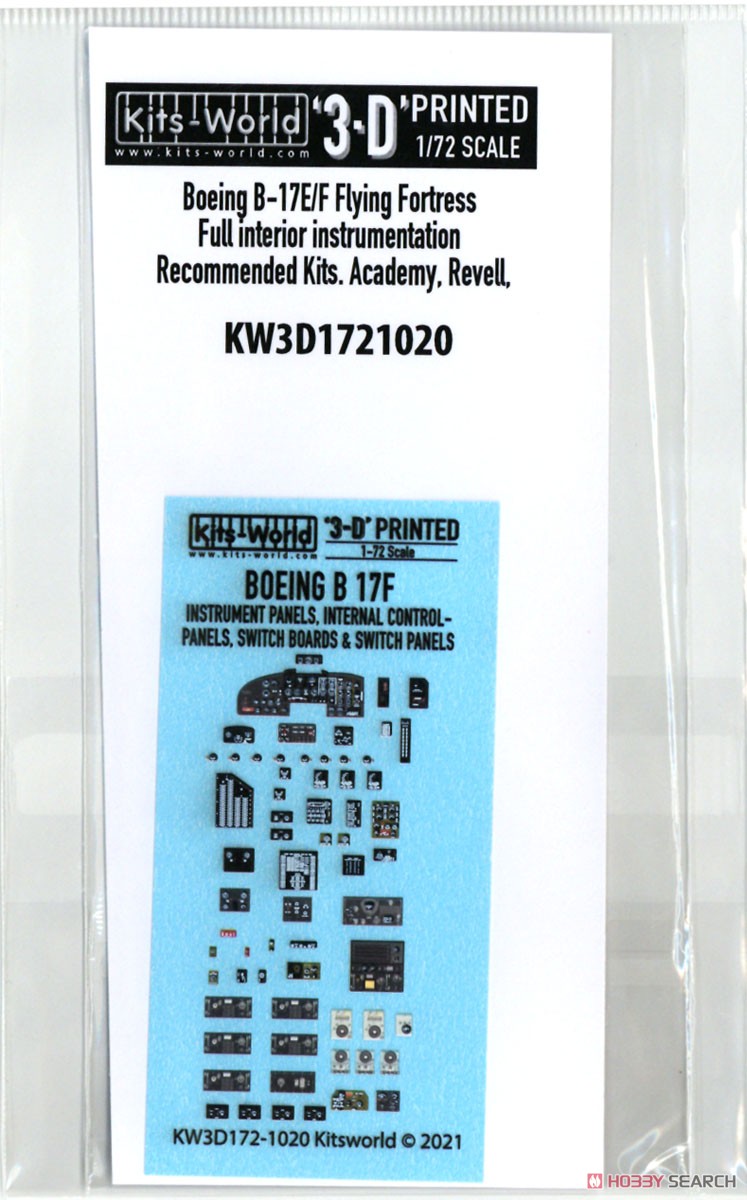 Kits-World '3-D' PRINTED
www.kits-world.com 1/72 SCALE
Boeing B-17E/F Flying Fortress
Full interior instrumentation
Recommended Kits. Academy, Revell,
KW3D1721020
Kits-World '3-D' PRINTED
www.kits-world.com 1-72 Scale
BOEING B 17F
INSTRUMENT PANELS, INTERNAL CONTROL-
PANELS, SWITCH BOARDS & SWITCH PANELS
KW3D172-1020 Kitsworld © 2021
HOBBY SEARCH